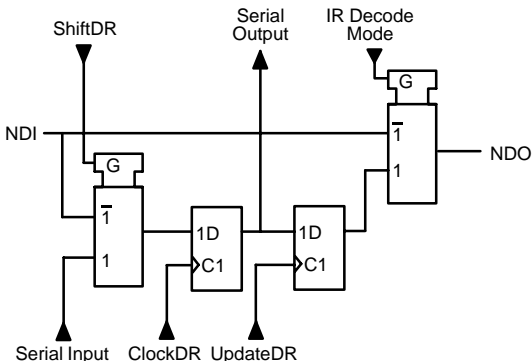 ShiftDR
Serial
Output
IR Decode
Mode
G
NDI
1
NDO
G
1
1
1D
1D
1
C1
C1
Serial Input
ClockDR
UpdateDR